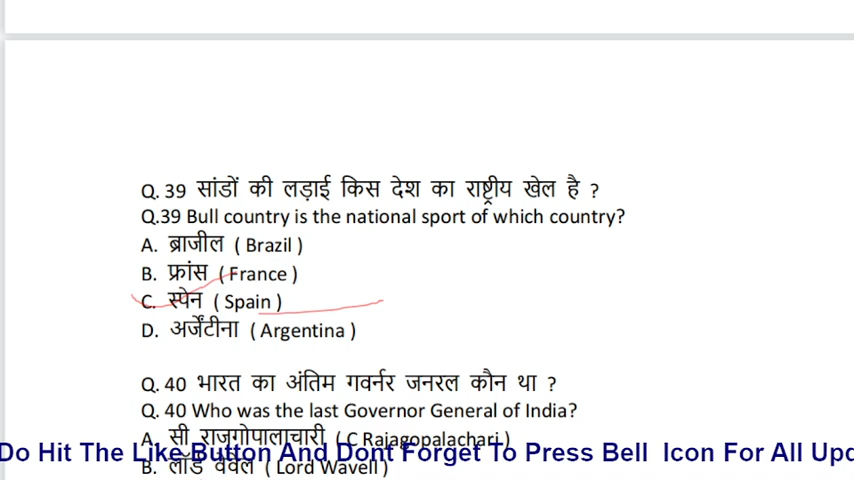 Q. 39 सांडों की लड़ाई किस देश का राष्ट्रीय खेल है ?
Q.39 Bull country is the national sport of which country?
A. ब्राजील ( Brazil )
B. फ्रांस ( France )
C. स्पेन ( Spain )
D. अर्जेंटीना ( Argentina )
Q. 40 भारत का अंतिम गवर्नर जनरल कौन था ?
Q. 40 Who was the last Governor General of India?
A. सी राजगोपालाचारी ( C Rajagopalachari )
Do Hit The Like Button And Dont Forget To Press Bell Icon For All Upd
B. लॉर्ड वेवेल ( Lord Wavell )